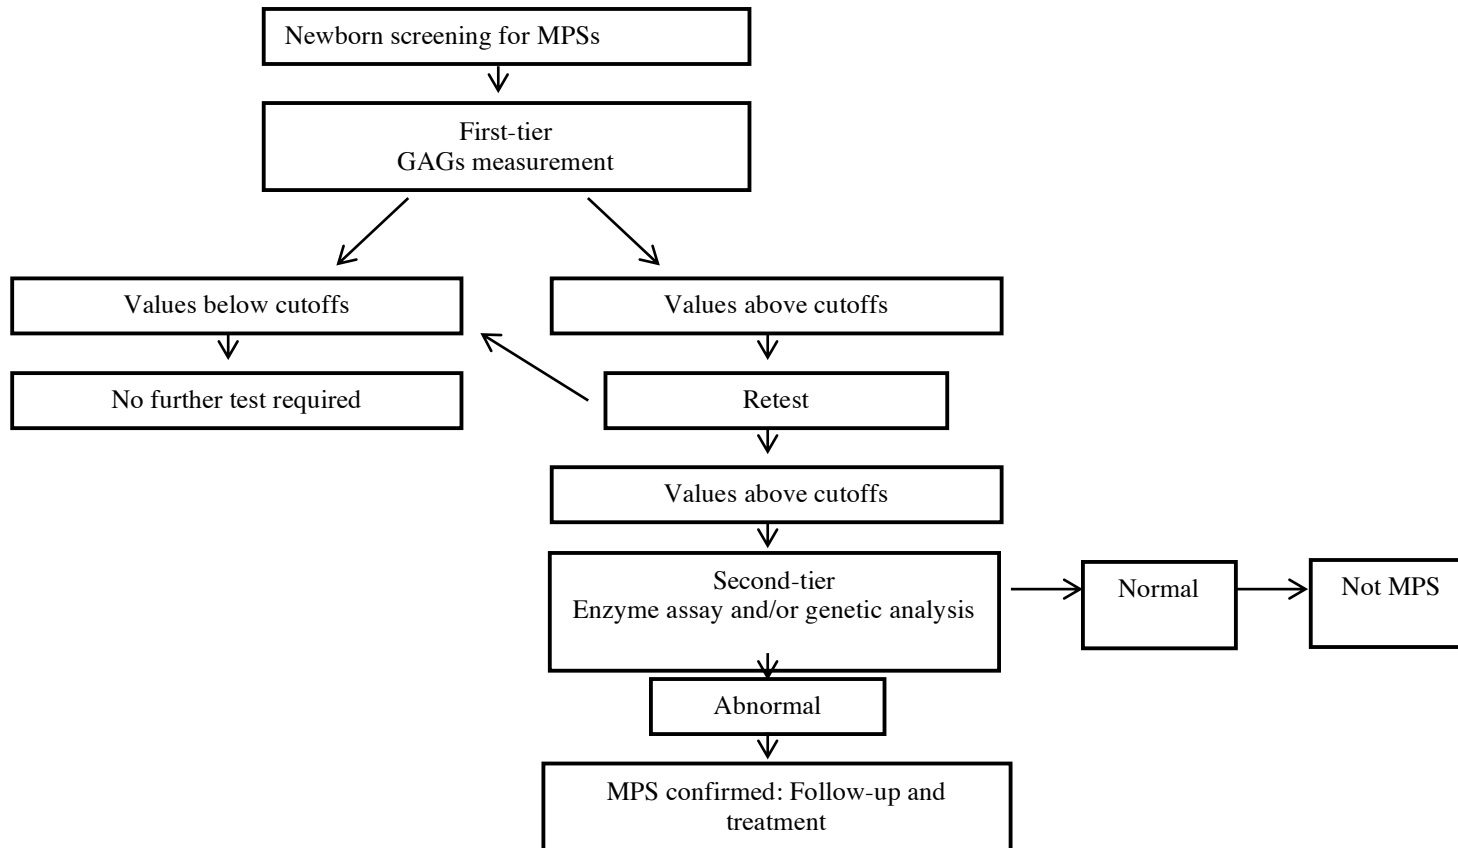 Newborn screening for MPSs
First-tier
GAGs measurement
Values below cutoffs
Values above cutoffs
No further test required
Retest
Values above cutoffs
Second-tier
Enzyme assay and/or genetic analysis
Normal
Not MPS
Abnormal
MPS confirmed: Follow-up and
treatment